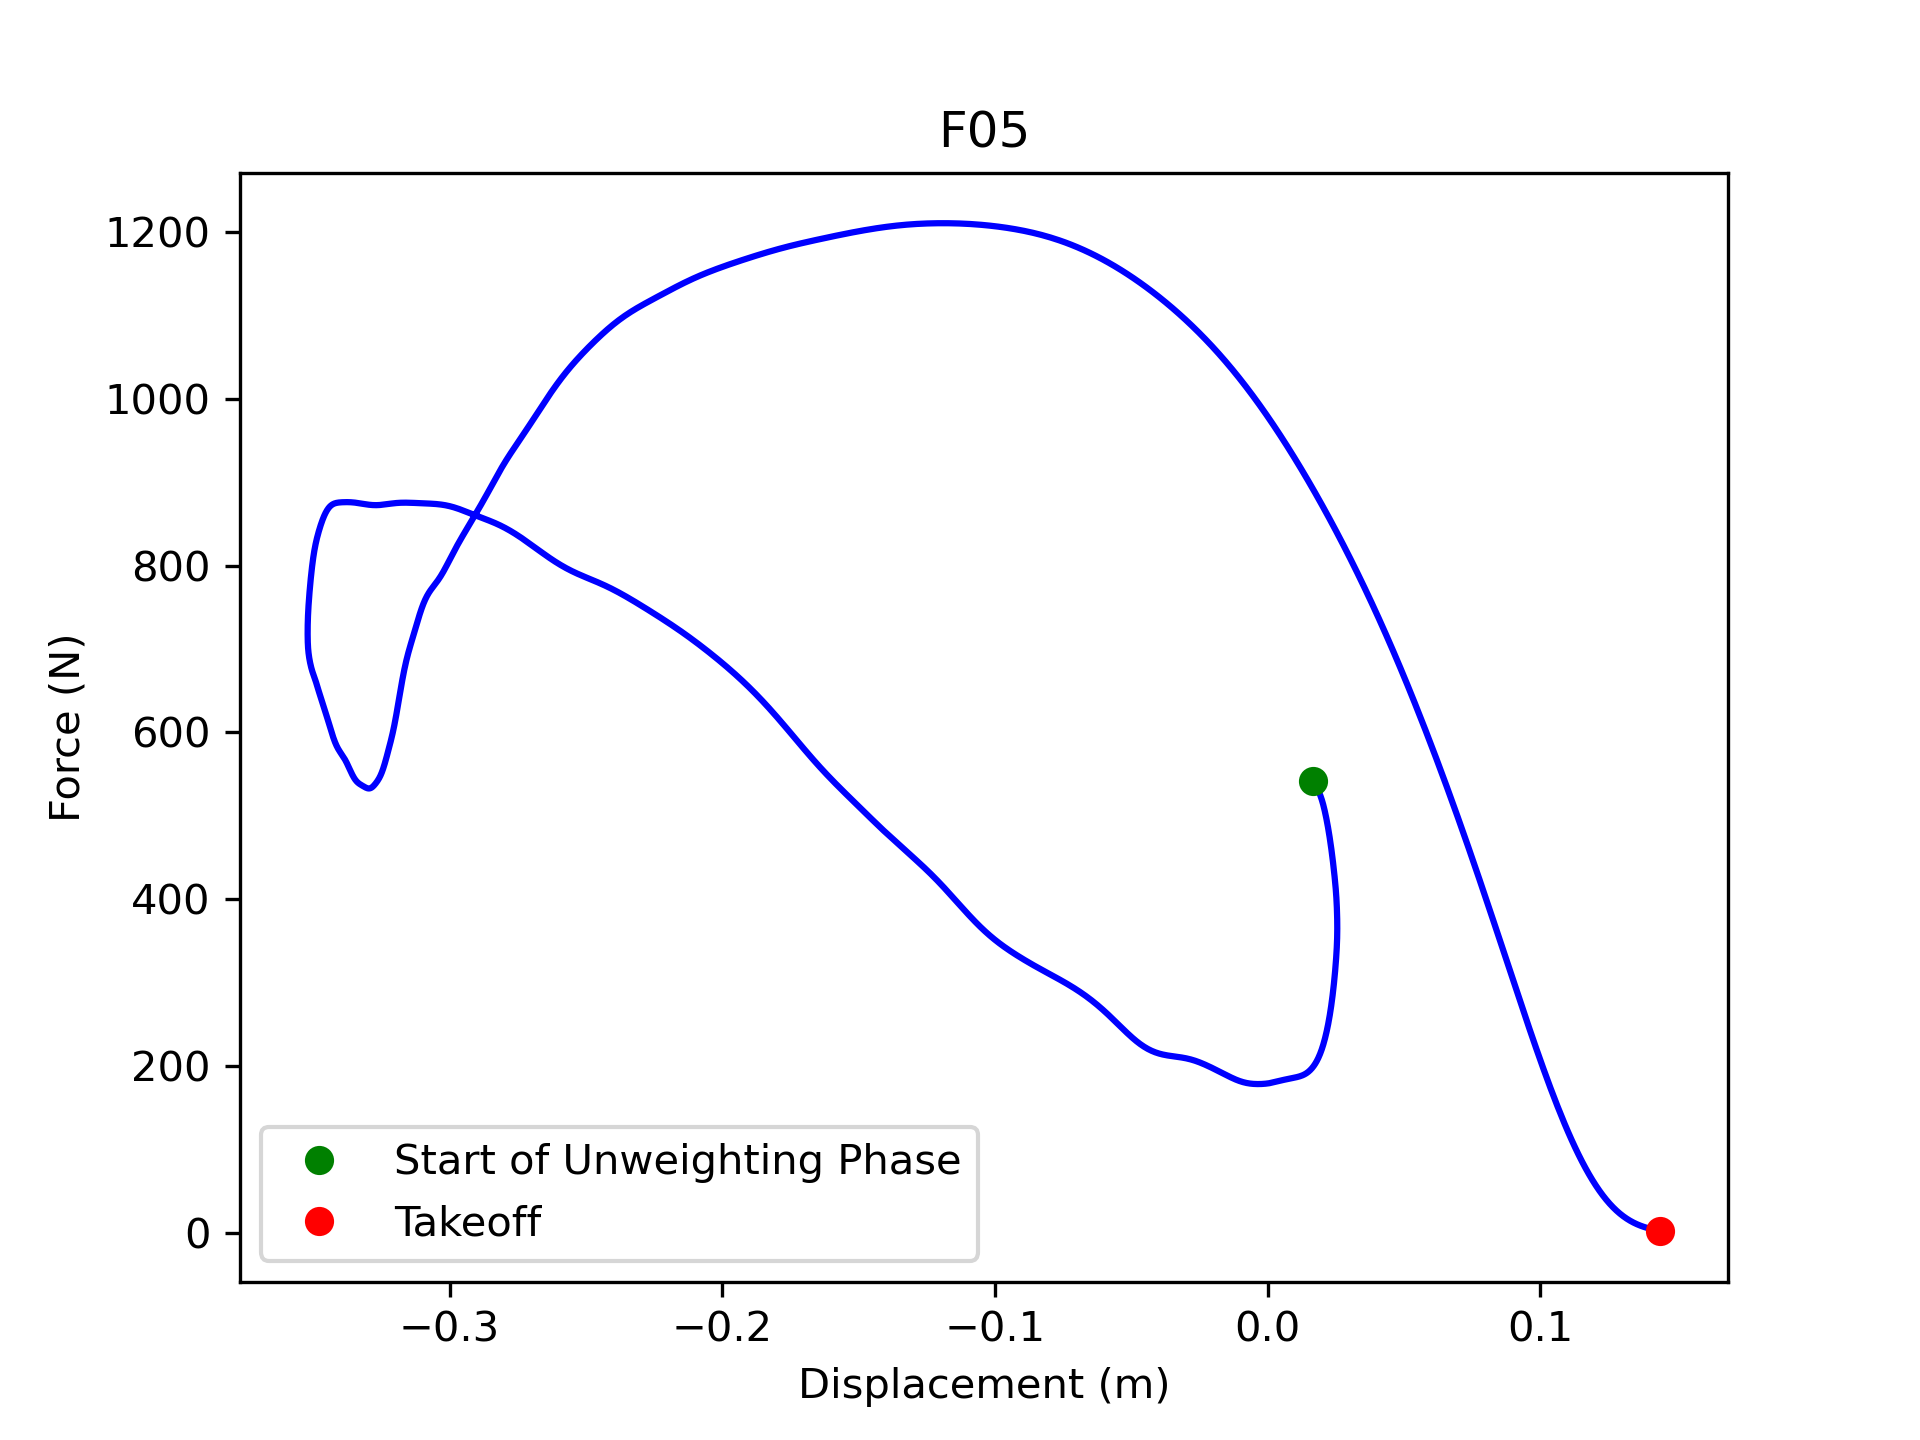 F05
1200
1000
800
600
400
200
0
Force (N)
Start of Unweighting Phase
Takeoff
−0.3
−0.2
−0.1
0.0
0.1
Displacement (m)